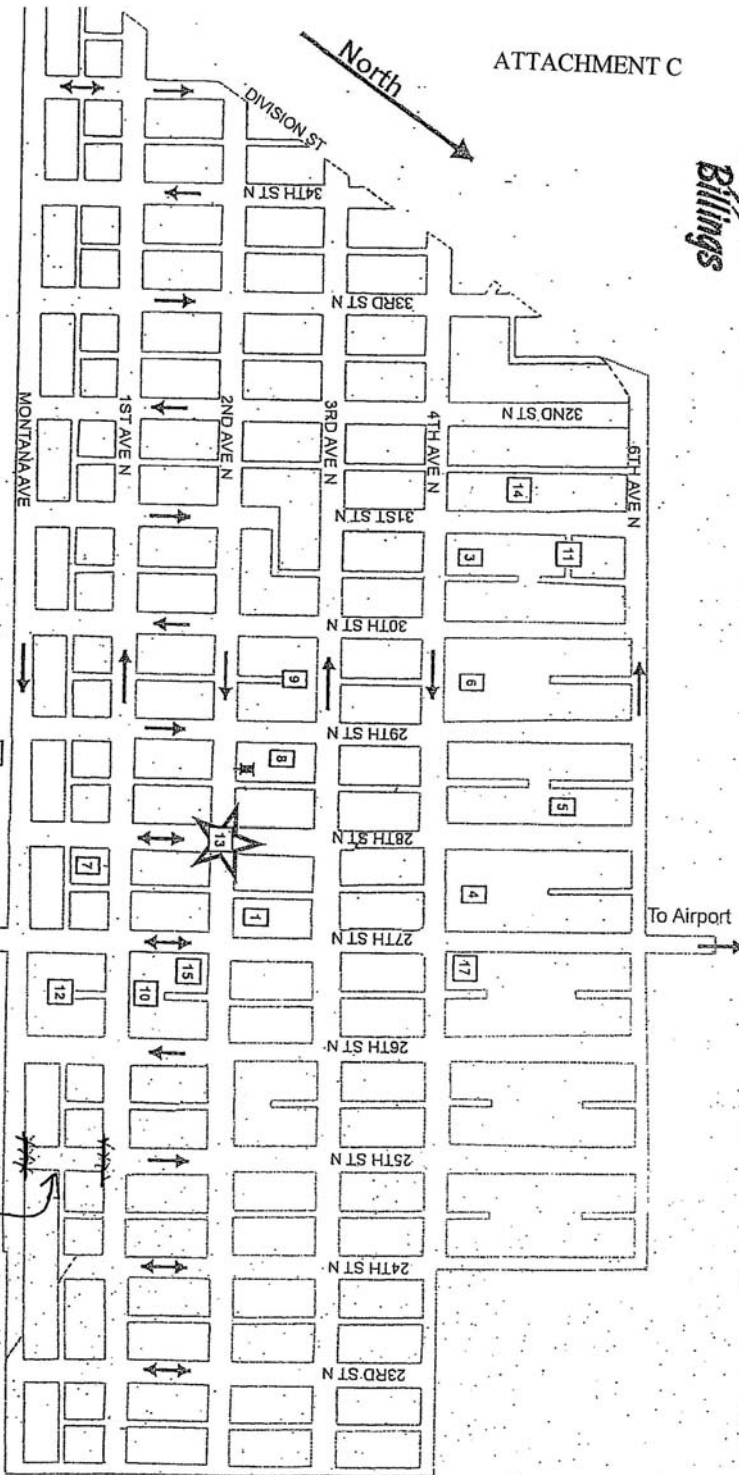 ATTACHMENT C
North
Billings
DIVISION ST
34TH ST N
33RD ST N
32ND ST N
MONTANA AVE
1ST AVE N
2ND AVE N
3RD AVE N
4TH AVE N
6TH AVE N
14
31ST ST N
3
11
30TH ST N
9
6
29TH ST N
8
5
28TH ST N
13
7
1
4
27TH ST N
To Airport
12
10
15
17
26TH ST N
25TH ST N
24TH ST N
23RD ST N